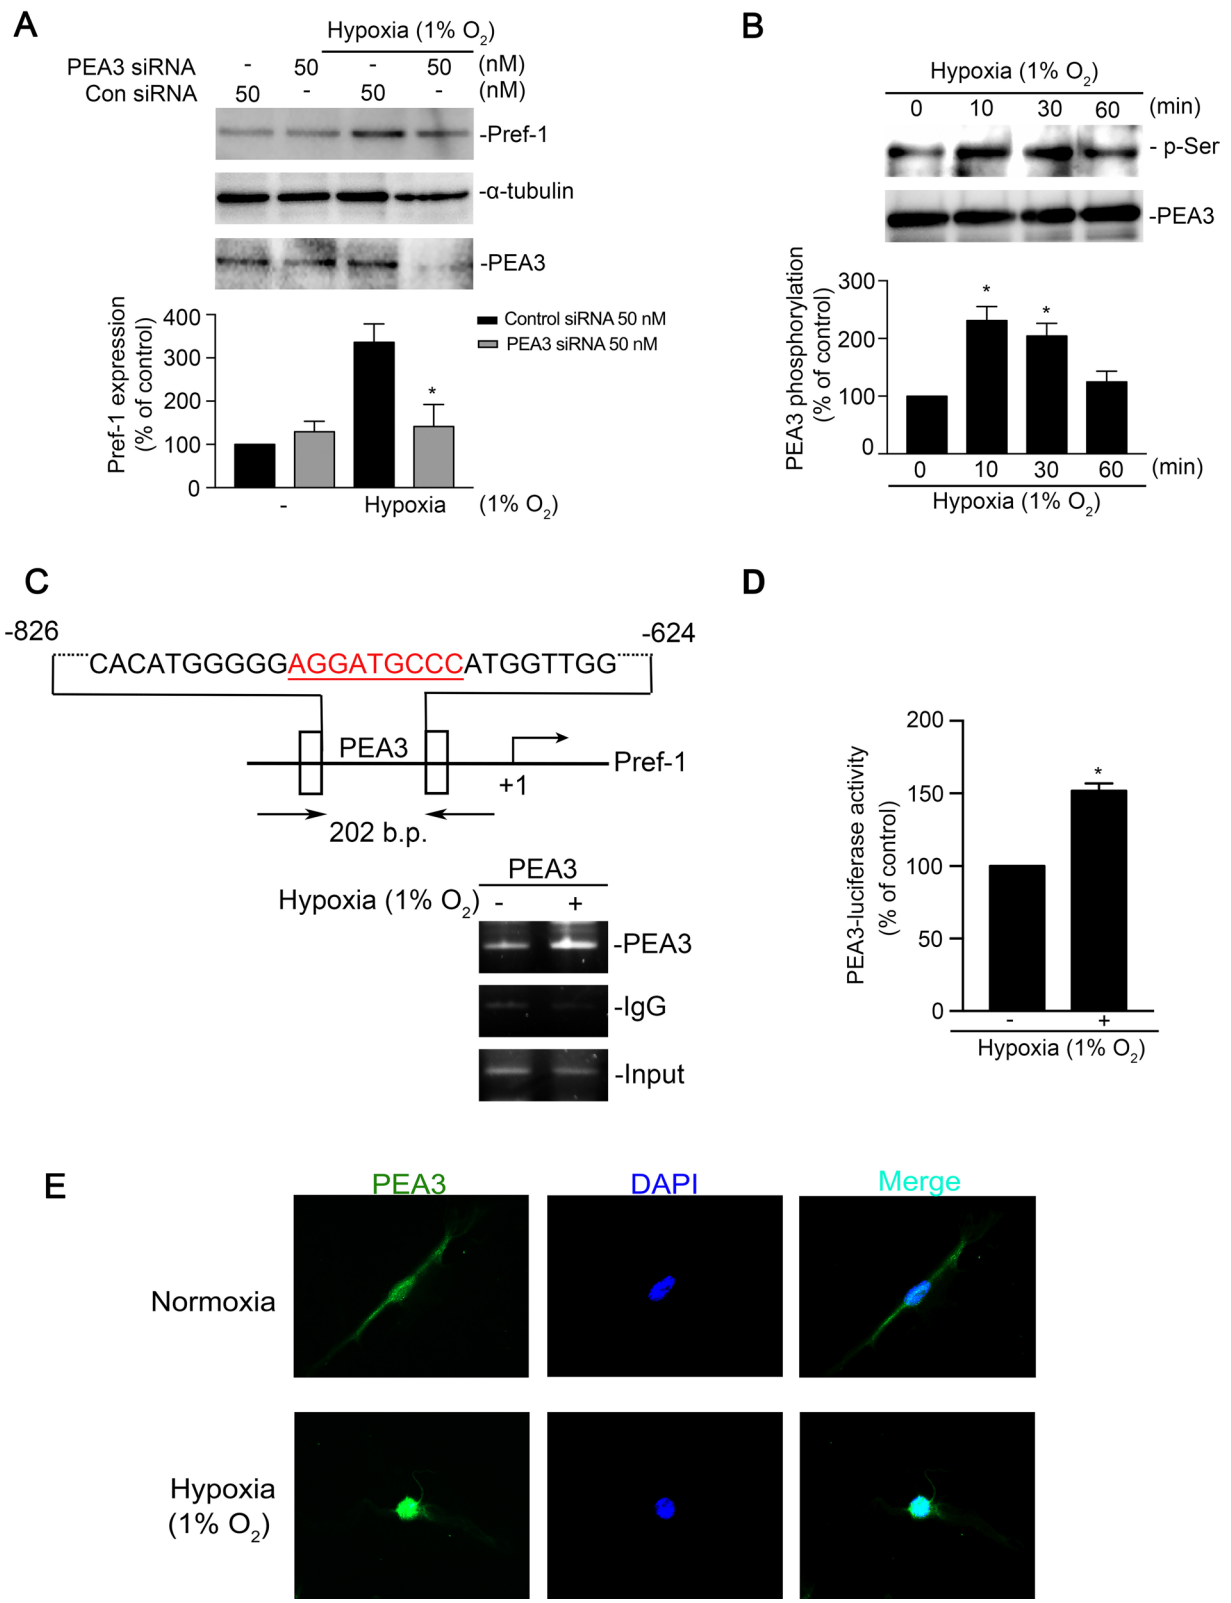 A
Hypoxia (1% O2)
PEA3 siRNA - 50 - 50 (nM)
Con siRNA 50 - 50 - (nM)
-Pref-1
-α-tubulin
-PEA3
Pref-1 expression
(% of control)
400
300
200
100
0
*
Control siRNA 50 nM
PEA3 siRNA 50 nM
- Hypoxia (1% O2)
B
Hypoxia (1% O2)
0 10 30 60 (min)
- p-Ser
-PEA3
PEA3 phosphorylation
(% of control)
300
200
100
0
* *
0 10 30 60 (min)
Hypoxia (1% O2)
C
-826 -624
CACATGGGGGAGGATGCCCATGGTTGG
PEA3
Pref-1
+1
202 b.p.
PEA3
Hypoxia (1% O2) - +
-PEA3
-IgG
-Input
D
PEA3-luciferase activity
(% of control)
200
150
100
50
0
*
- +
Hypoxia (1% O2)
E
PEA3 DAPI Merge
Normoxia
Hypoxia
(1% O2)